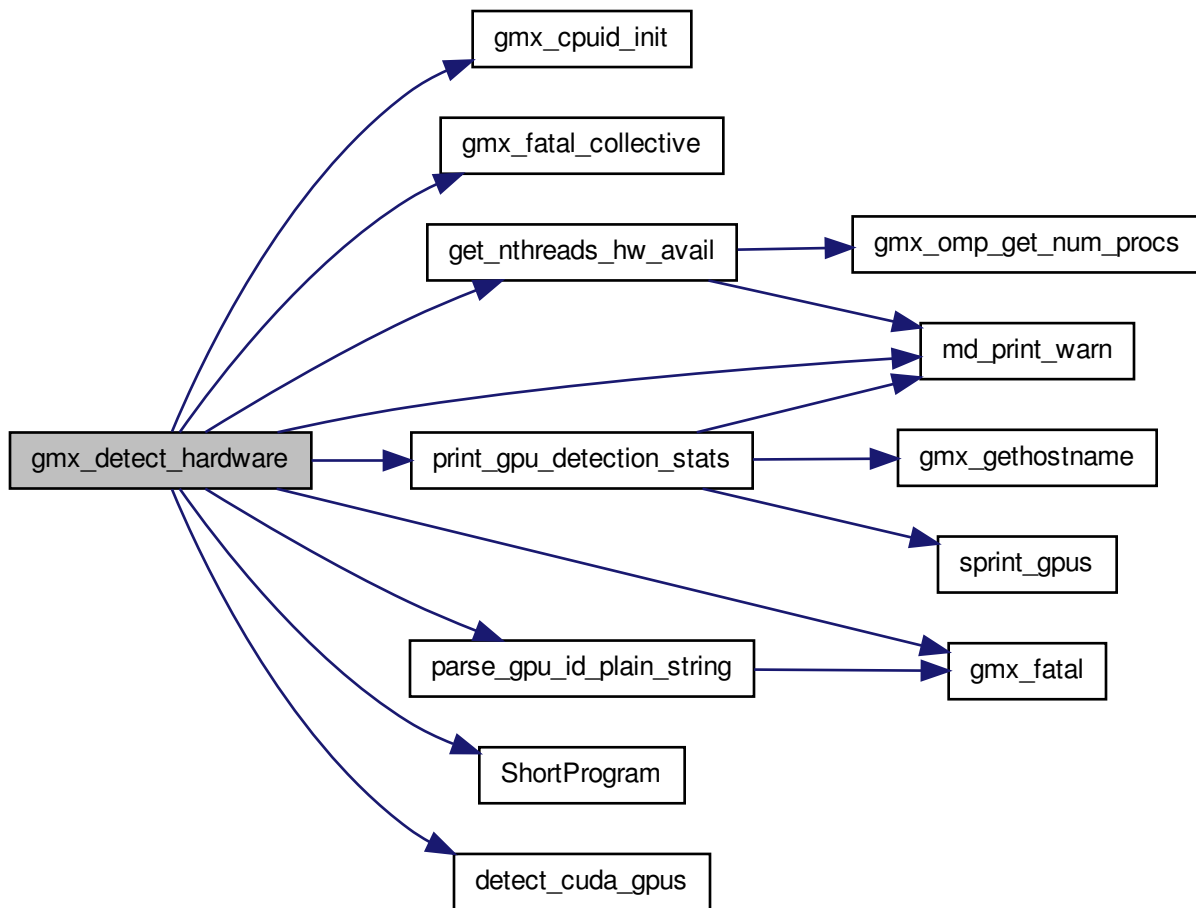 gmx_cpuid_init
gmx_fatal_collective
get_nthreads_hw_avail
gmx_omp_get_num_procs
md_print_warn
gmx_detect_hardware
print_gpu_detection_stats
gmx_gethostname
sprint_gpus
parse_gpu_id_plain_string
gmx_fatal
ShortProgram
detect_cuda_gpus